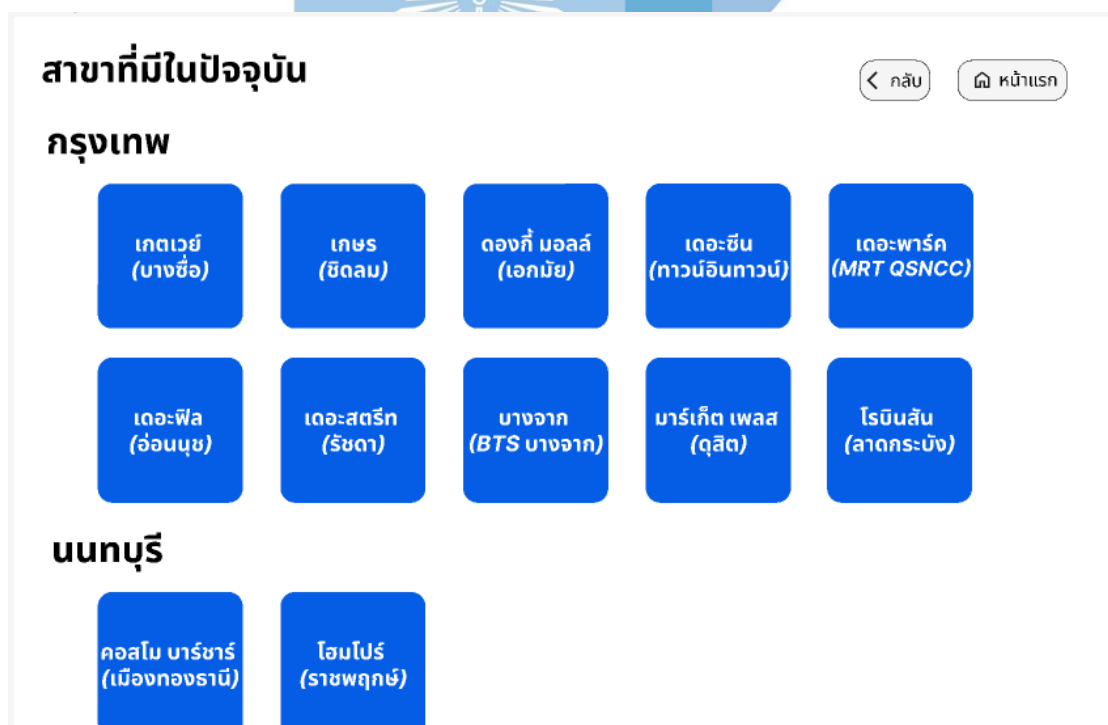 สาขาที่มีในปัจจุบัน
กลับ
หน้าแรก
กรุงเทพ
เกตเวย์
(บางซื่อ)
เกษร
(ชิดลม)
ดองกี้ มอลล์
(เอกมัย)
เดอะซีน
(ทาวน์อินทาวน์)
เดอะพาร์ค
(MRT QSNCC)
เดอะฟิล
(อ่อนนุช)
เดอะสตรีท
(รัชดา)
บางจาก
(BTS บางจาก)
มาร์เก็ต เพลส
(ดุสิต)
โรบินสัน
(ลาดกระบัง)
นนทบุรี
คอสโม บาร์ซาร์
(เมืองทองธานี)
โฮมโปร์
(ราชพฤกษ์)